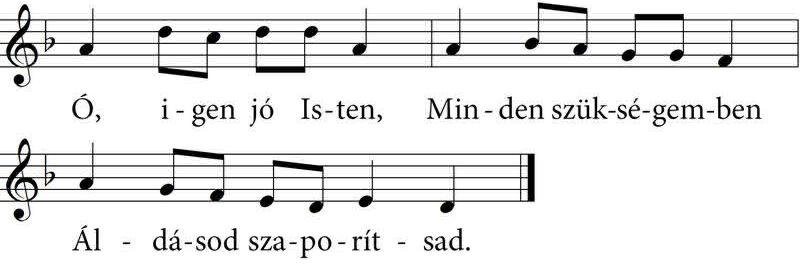 Ó, i - gen jó Is - ten, Min - den szük - sé - gem - ben
Ál - dá - sod sza - po - rít - sad.